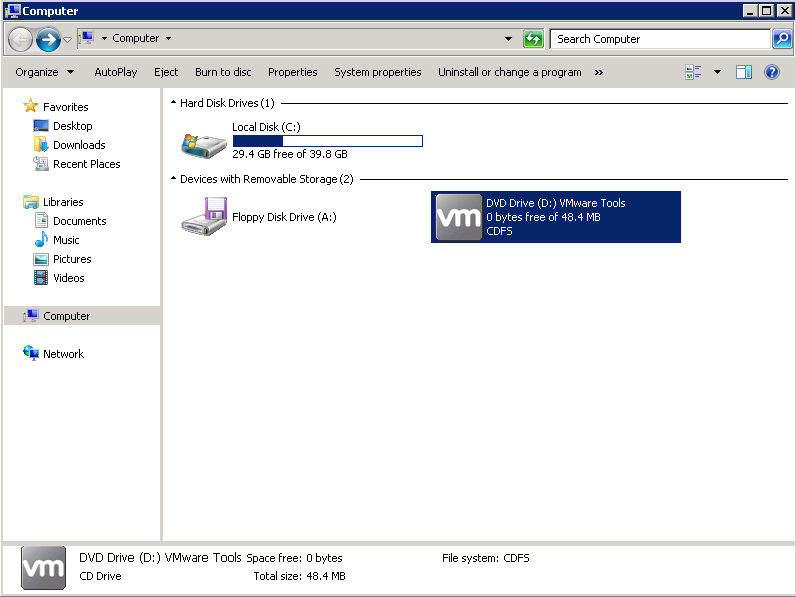 Computer
Computer
Search Computer
Organize AutoPlay Eject Burn to disc Properties System properties Uninstall or change a program »
Favorites
Desktop
Downloads
Recent Places
Libraries
Documents
Music
Pictures
Videos
Computer
Network
Hard Disk Drives (1)
Local Disk (C:)
29.4 GB free of 39.8 GB
Devices with Removable Storage (2)
Floppy Disk Drive (A:)
vm
DVD Drive (D:) VMware Tools
0 bytes free of 48.4 MB
CDFS
vm
DVD Drive (D:) VMware Tools Space free: 0 bytes File system: CDFS
CD Drive Total size: 48.4 MB